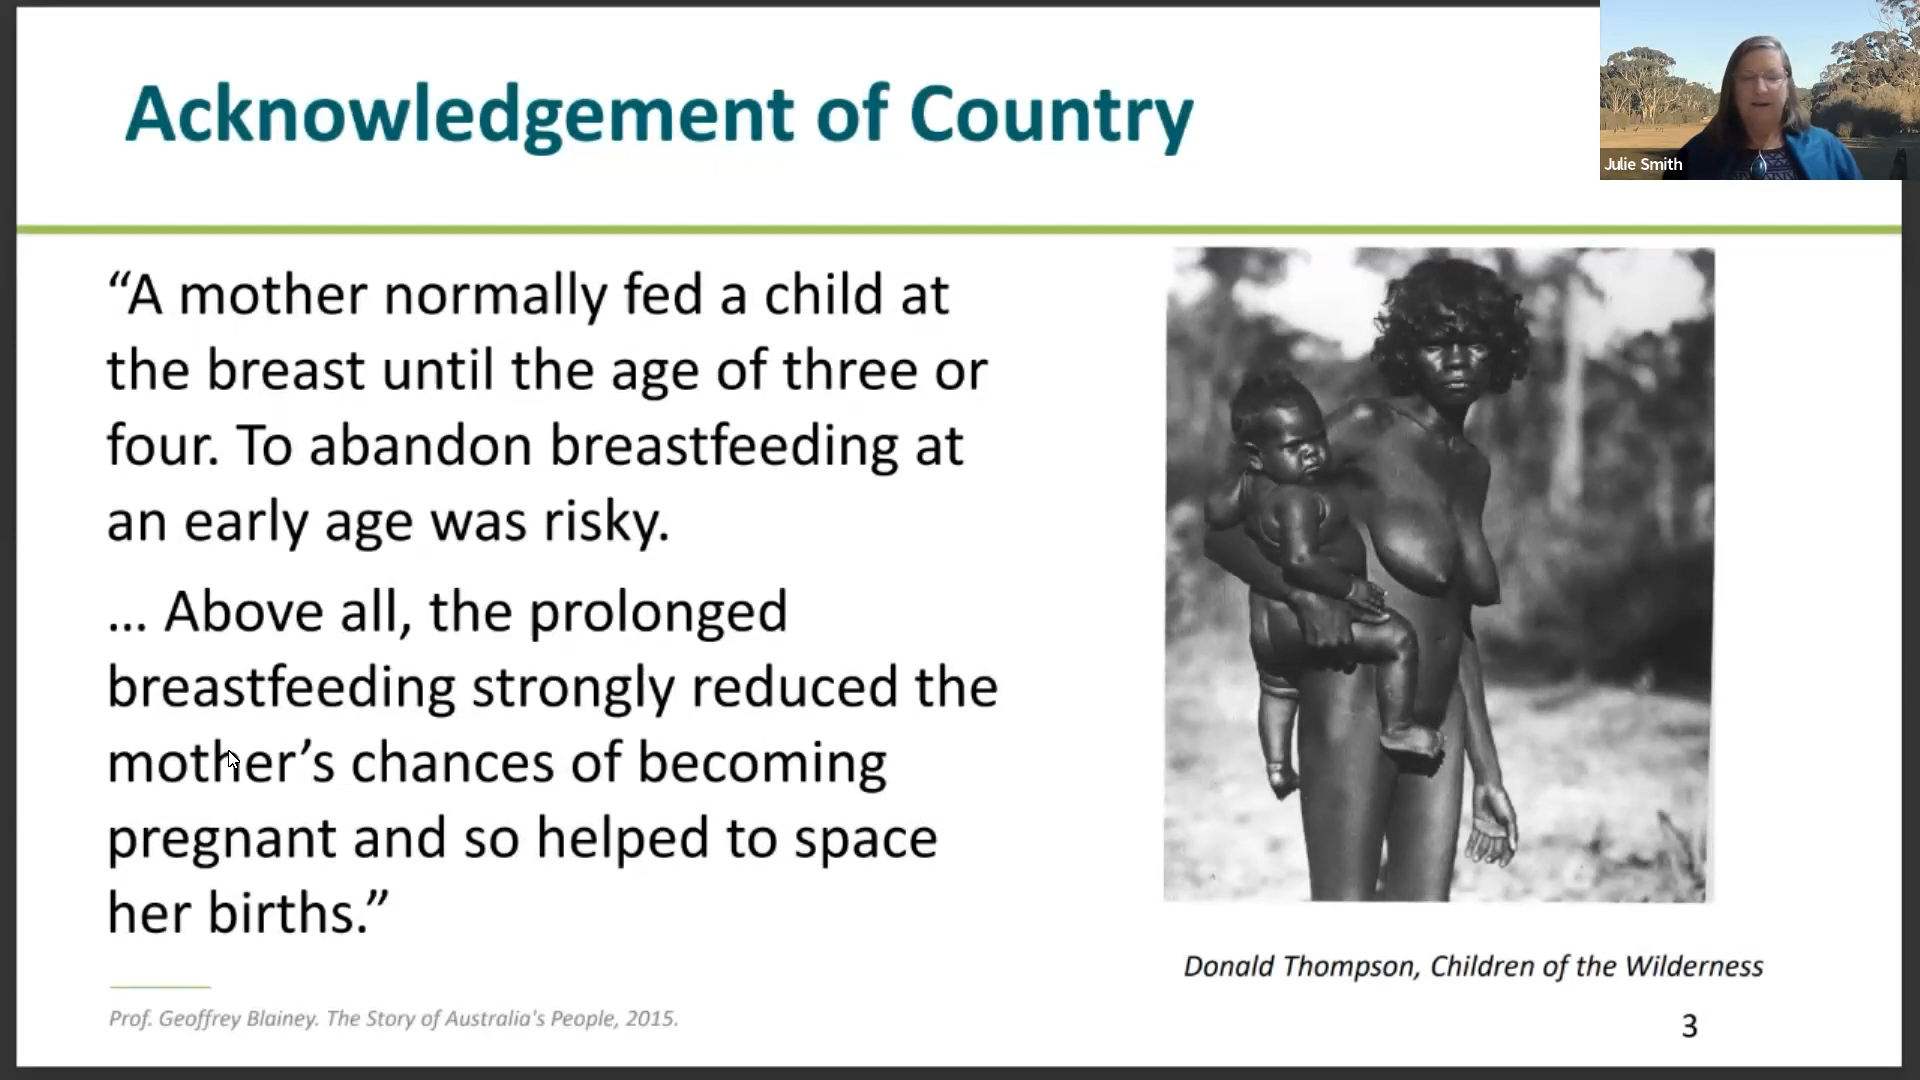 Acknowledgement of Country
Julie Smith
“A mother normally fed a child at
the breast until the age of three or
four. To abandon breastfeeding at
an early age was risky.
... Above all, the prolonged
breastfeeding strongly reduced the
mother’s chances of becoming
pregnant and so helped to space
her births.”
Donald Thompson, Children of the Wilderness
Prof. Geoffrey Blainey. The Story of Australia's People, 2015.
3